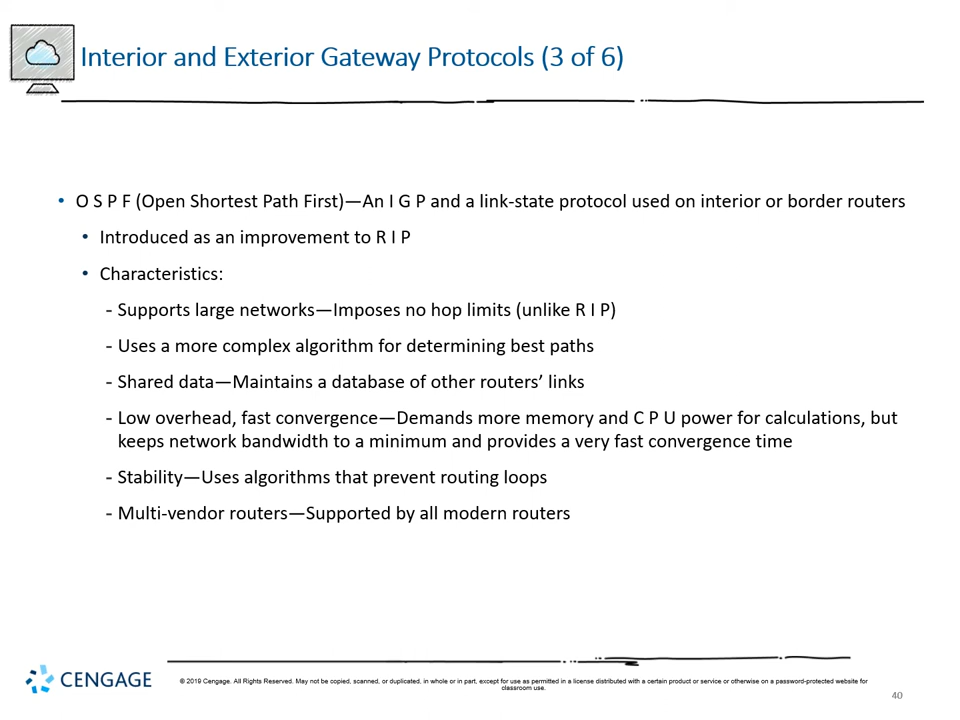 Interior and Exterior Gateway Protocols (3 of 6)
• O S P F (Open Shortest Path First)—An I G P and a link-state protocol used on interior or border routers
• Introduced as an improvement to R I P
• Characteristics:
- Supports large networks—Imposes no hop limits (unlike R I P)
- Uses a more complex algorithm for determining best paths
- Shared data—Maintains a database of other routers’ links
- Low overhead, fast convergence—Demands more memory and C P U power for calculations, but
keeps network bandwidth to a minimum and provides a very fast convergence time
- Stability—Uses algorithms that prevent routing loops
- Multi-vendor routers—Supported by all modern routers
CENGAGE
© 2019 Cengage. All Rights Reserved. May not be copied, scanned, or duplicated, in whole or in part, except for use as permitted in a license distributed with a certain product or service or otherwise on a password-protected website for
classroom use.
40